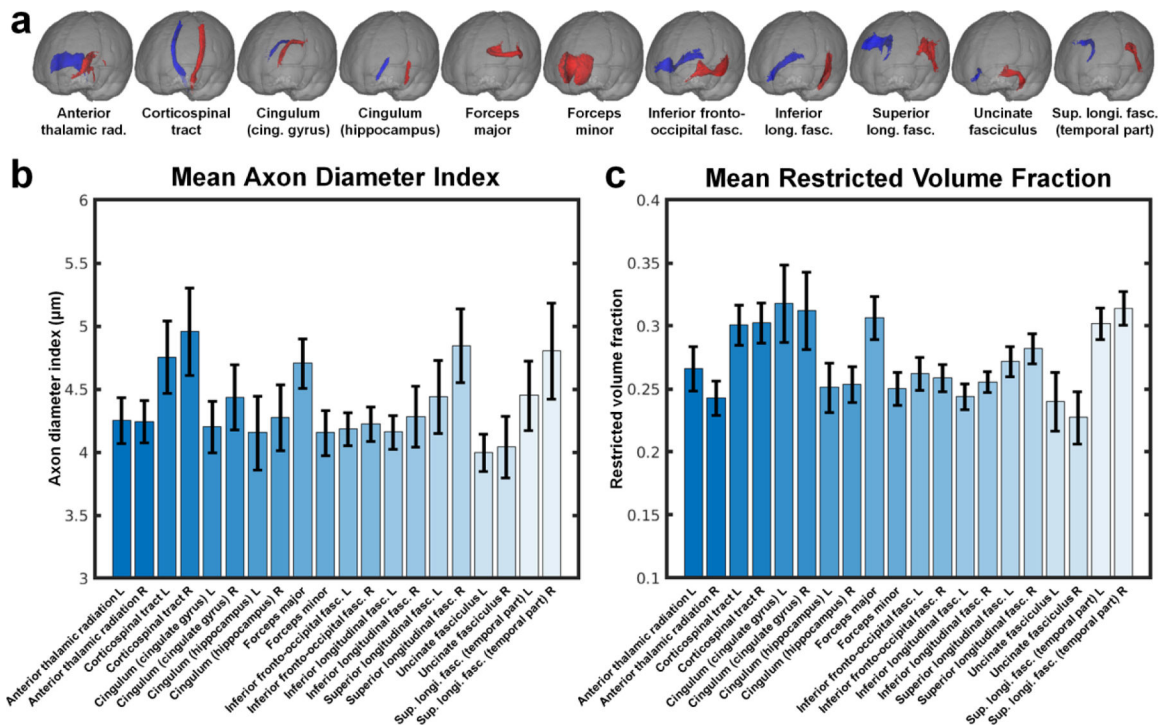 a
Anterior
thalamic rad.
Corticospinal
tract
Cingulum
(cing. gyrus)
Cingulum
(hippocampus)
Forceps
major
Forceps
minor
Inferior fronto-
occipital fasc.
Inferior
long. fasc.
Superior
long. fasc.
Uncinate
fasciculus
Sup. longi. fasc.
(temporal part)
b
Mean Axon Diameter Index
Axon diameter index (µm)
6
5.5
5
4.5
4
3.5
3
Anterior thalamic radiation L
Anterior thalamic radiation R
Corticospinal tract L
Corticospinal tract R
Cingulum (cingulate gyrus) L
Cingulum (cingulate gyrus) R
Cingulum (hippocampus) L
Cingulum (hippocampus) R
Forceps major
Forceps minor
Inferior fronto-occipital fasc. L
Inferior fronto-occipital fasc. R
Inferior longitudinal fasc. L
Inferior longitudinal fasc. R
Superior longitudinal fasc. L
Superior longitudinal fasc. R
Uncinate fasciculus L
Uncinate fasciculus R
Sup. longi. fasc. (temporal part) L
Sup. longi. fasc. (temporal part) R
c
Mean Restricted Volume Fraction
Restricted volume fraction
0.4
0.35
0.3
0.25
0.2
0.15
0.1
Anterior thalamic radiation L
Anterior thalamic radiation R
Corticospinal tract L
Corticospinal tract R
Cingulum (cingulate gyrus) L
Cingulum (cingulate gyrus) R
Cingulum (hippocampus) L
Cingulum (hippocampus) R
Forceps major
Forceps minor
Inferior fronto-occipital fasc. L
Inferior fronto-occipital fasc. R
Inferior longitudinal fasc. L
Inferior longitudinal fasc. R
Superior longitudinal fasc. L
Superior longitudinal fasc. R
Uncinate fasciculus L
Uncinate fasciculus R
Sup. longi. fasc. (temporal part) L
Sup. longi. fasc. (temporal part) R